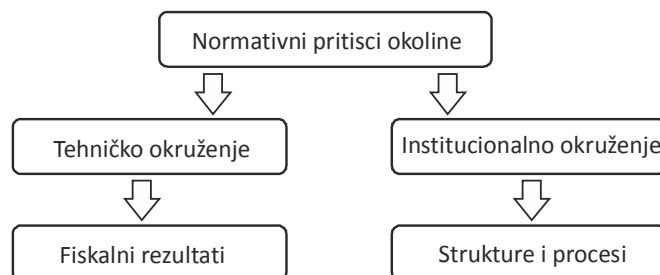 Normativni pritisci okoline
Tehničko okruženje
Institucionalno okruženje
Fiskalni rezultati
Strukture i procesi